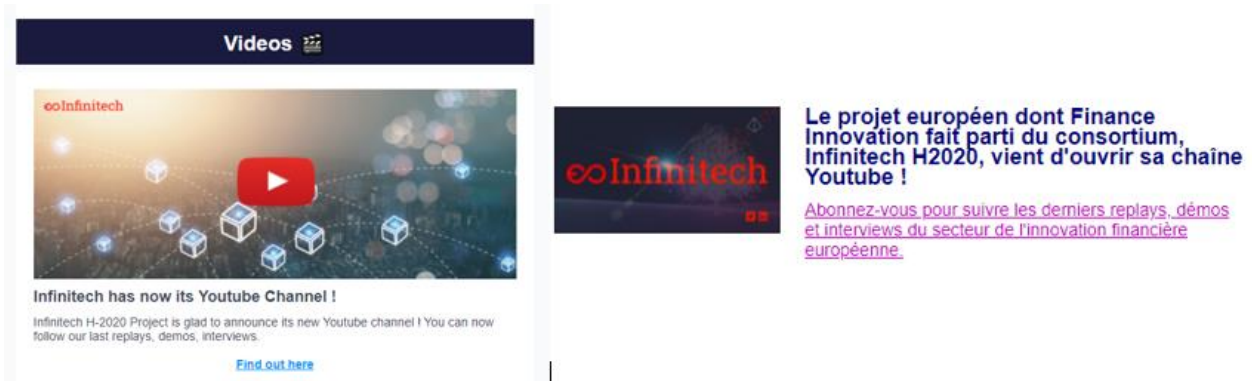 Videos 🎬
∞Infinitech
Infinitech has now its Youtube Channel !
Infinitech H-2020 Project is glad to announce its new Youtube channel ! You can now
follow our last replays, demos, interviews.
Find out here
∞Infinitech
Le projet européen dont Finance
Innovation fait parti du consortium,
Infinitech H2020, vient d'ouvrir sa chaîne
Youtube !
Abonnez-vous pour suivre les derniers replays, démos
et interviews du secteur de l'innovation financière
européenne.